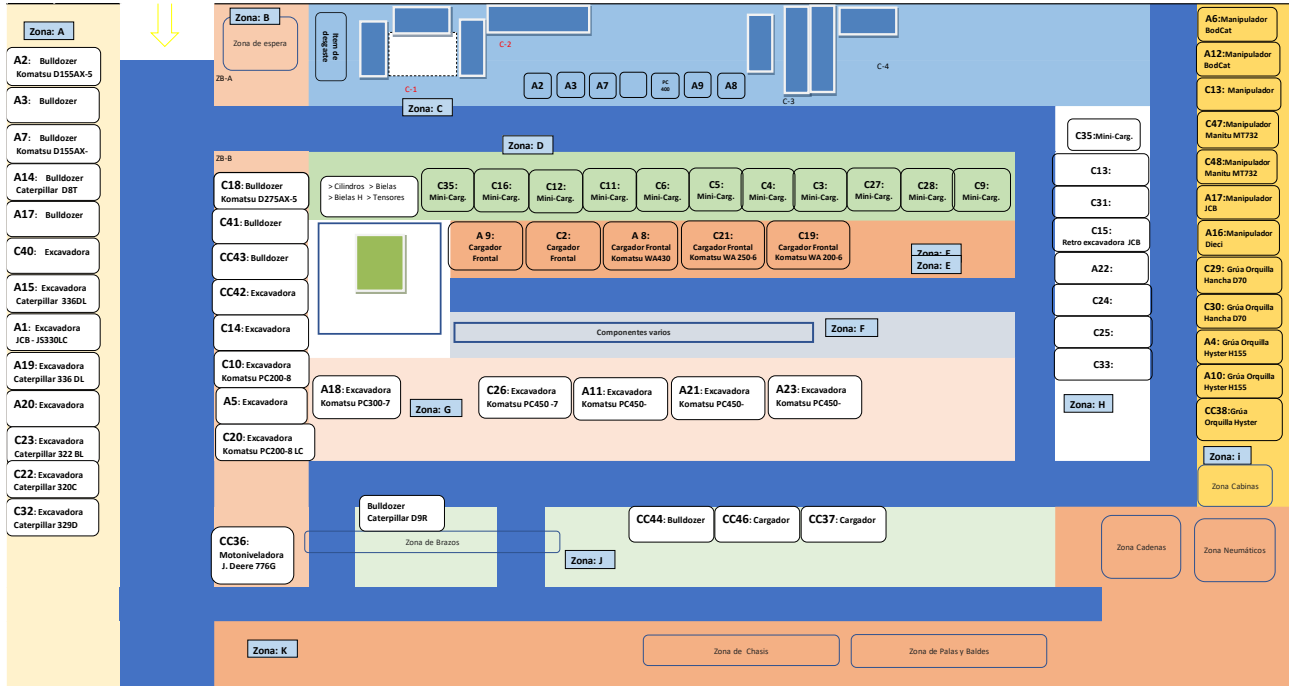 Zona: A
A2: Bulldozer
Komatsu D155AX-5
A3: Bulldozer
A7: Bulldozer
Komatsu D155AX-
A14: Bulldozer
Caterpillar D8T
A17: Bulldozer
C40: Excavadora
A15: Excavadora
Caterpillar 336DL
A1: Excavadora
JCB - JS330LC
A19: Excavadora
Caterpillar 336 DL
A20: Excavadora
C23: Excavadora
Caterpillar 322 BL
C22: Excavadora
Caterpillar 320C
C32: Excavadora
Caterpillar 329D
Zona: B
Zona de espera
ZB-A
Item de
desgaste
C-1
C-2
C-3
C-4
A2
A3
A7
PC
400
A9
A8
Zona: C
Zona: D
ZB-B
C18: Bulldozer
Komatsu D275AX-5
C41: Bulldozer
CC43: Bulldozer
CC42: Excavadora
C14: Excavadora
C10: Excavadora
Komatsu PC200-8
A5: Excavadora
C20: Excavadora
Komatsu PC200-8 LC
CC36:
Motoniveladora
J. Deere 776G
> Cilindros > Bielas
> Bielas H > Tensores
C35:
Mini-Carg.
C16:
Mini-Carg.
C12:
Mini-Carg.
C11:
Mini-Carg.
C6:
Mini-Carg.
C5:
Mini-Carg.
C4:
Mini-Carg.
C3:
Mini-Carg.
C27:
Mini-Carg.
C28:
Mini-Carg.
C9:
Mini-Carg.
A 9:
Cargador
Frontal
C2:
Cargador
Frontal
A 8:
Cargador Frontal
Komatsu WA430
C21:
Cargador Frontal
Komatsu WA 250-6
C19:
Cargador Frontal
Komatsu WA 200-6
Zona: E
Zona: E
Componentes varios
Zona: F
A18: Excavadora
Komatsu PC300-7
Zona: G
C26: Excavadora
Komatsu PC450 -7
A11: Excavadora
Komatsu PC450-
A21: Excavadora
Komatsu PC450-
A23: Excavadora
Komatsu PC450-
C35: Mini-Carg.
C13:
C31:
C15:
Retro excavadora JCB
A22:
C24:
C25:
C33:
Zona: H
A6:Manipulador
BodCat
A12:Manipulador
BodCat
C13: Manipulador
C47:Manipulador
Manitu MT732
C48:Manipulador
Manitu MT732
A17:Manipulador
JCB
A16:Manipulador
Dieci
C29: Grúa Orquilla
Hancha D70
C30: Grúa Orquilla
Hancha D70
A4: Grúa Orquilla
Hyster H155
A10: Grúa Orquilla
Hyster H155
CC38:Grúa
Orquilla Hyster
Zona: i
Zona Cabinas
Bulldozer
Caterpillar D9R
Zona de Brazos
Zona: J
CC44: Bulldozer
CC46: Cargador
CC37: Cargador
Zona Cadenas
Zona Neumáticos
Zona: K
Zona de Chasis
Zona de Palas y Baldes